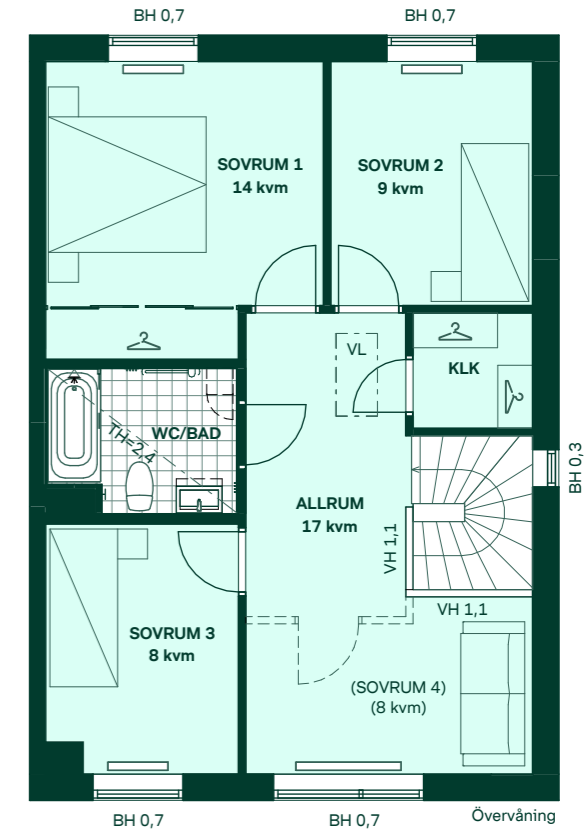 BH 0,7
BH 0,7
SOVRUM 1
14 kvm
SOVRUM 2
9 kvm
VL
KLK
TH=2,4
WC/BAD
BH 0,3
ALLRUM
17 kvm
VH 1,1
VH 1,1
SOVRUM 3
8 kvm
(SOVRUM 4)
(8 kvm)
BH 0,7
BH 0,7
Övervåning